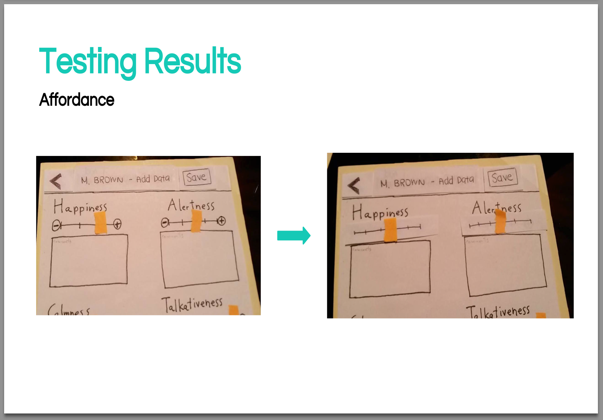 Testing Results
Affordance
M. BROWN - Add Data
Save
Happiness
Alertness
Calmness
Talkativeness
M. BROWN - Add Data
Save
Happiness
Alertness
Talkativeness